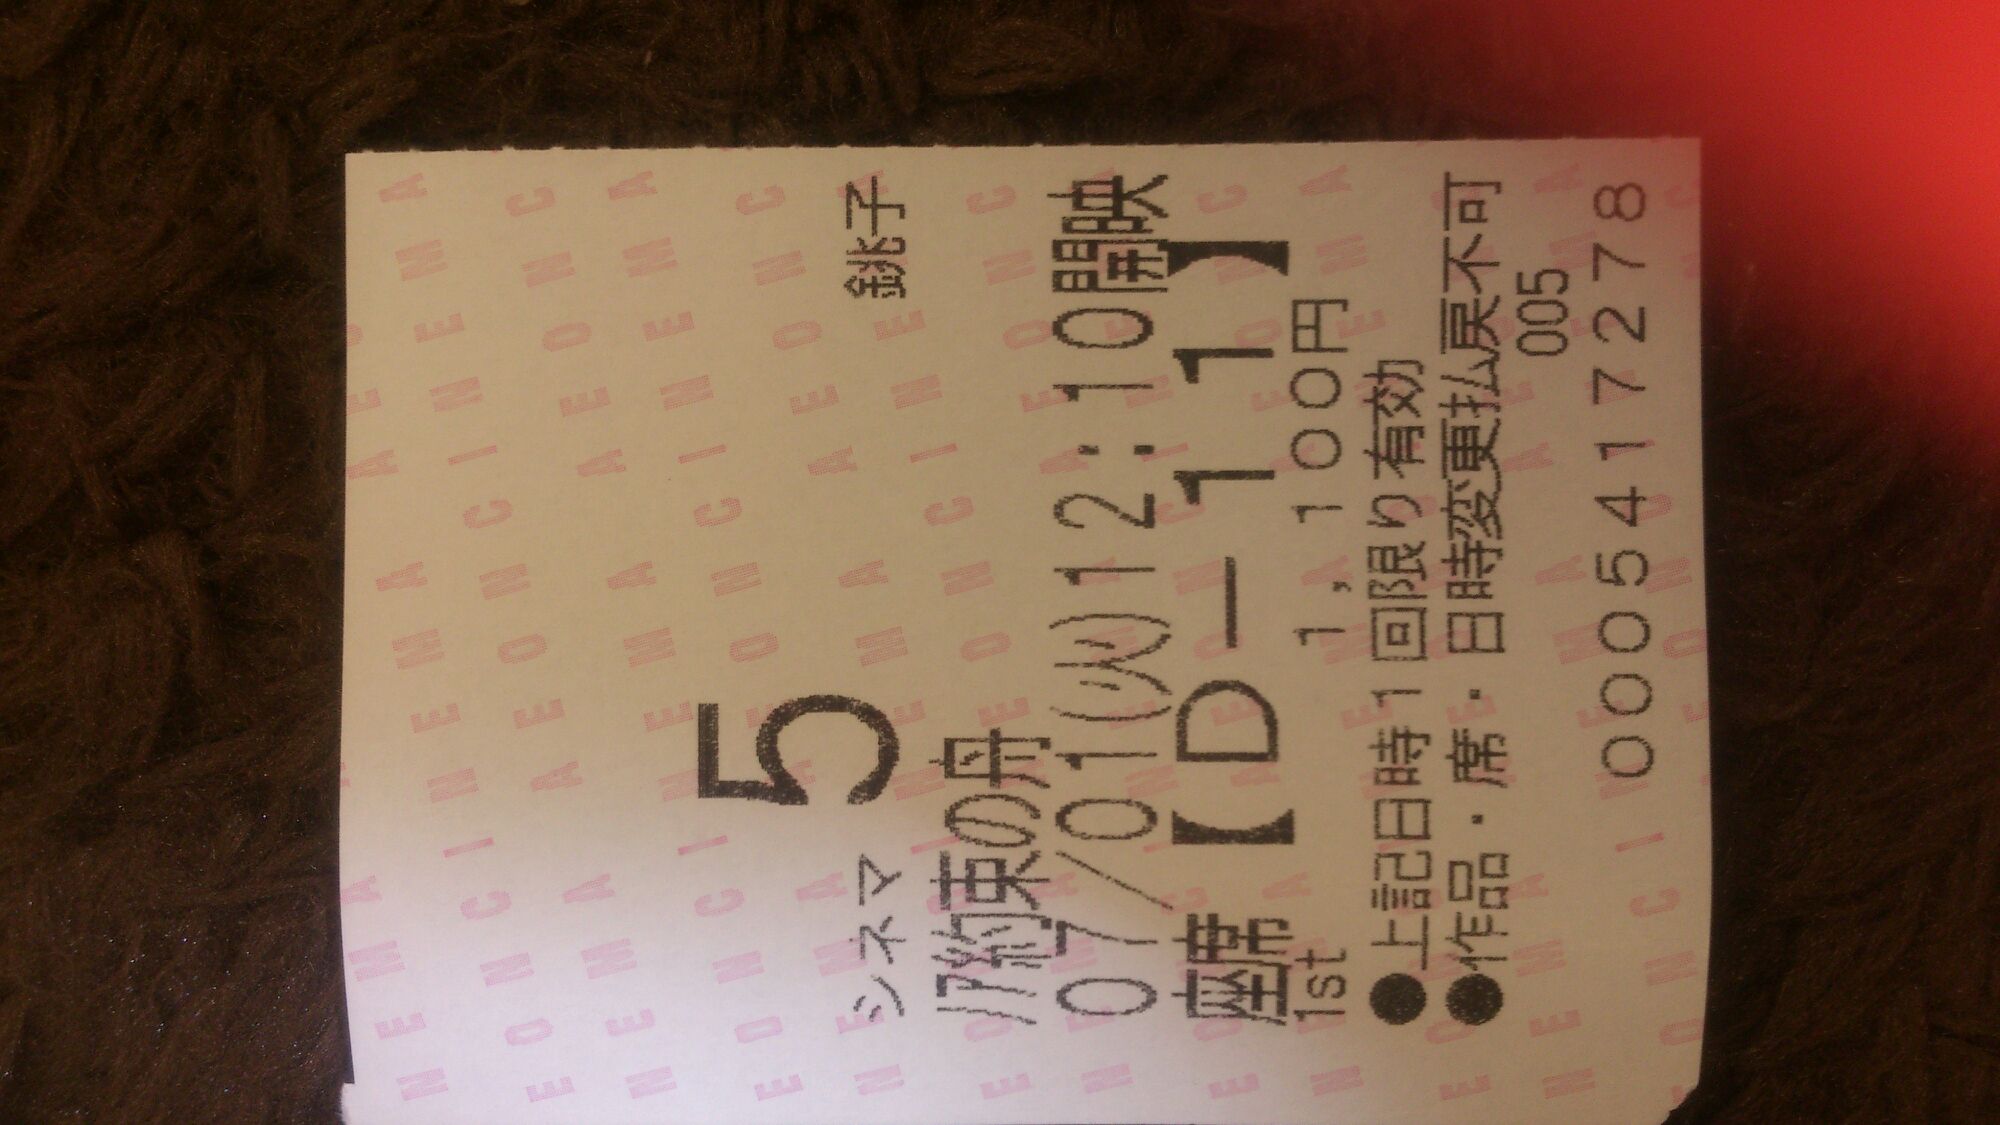 シネマ 5 銚子
ﾉｱ約束の舟
07/01(火)12:10開映
座席【D－11】
1st 1,100円
●上記日時1回限り有効
●作品・席・日時変更払戻不可
005
0005417278